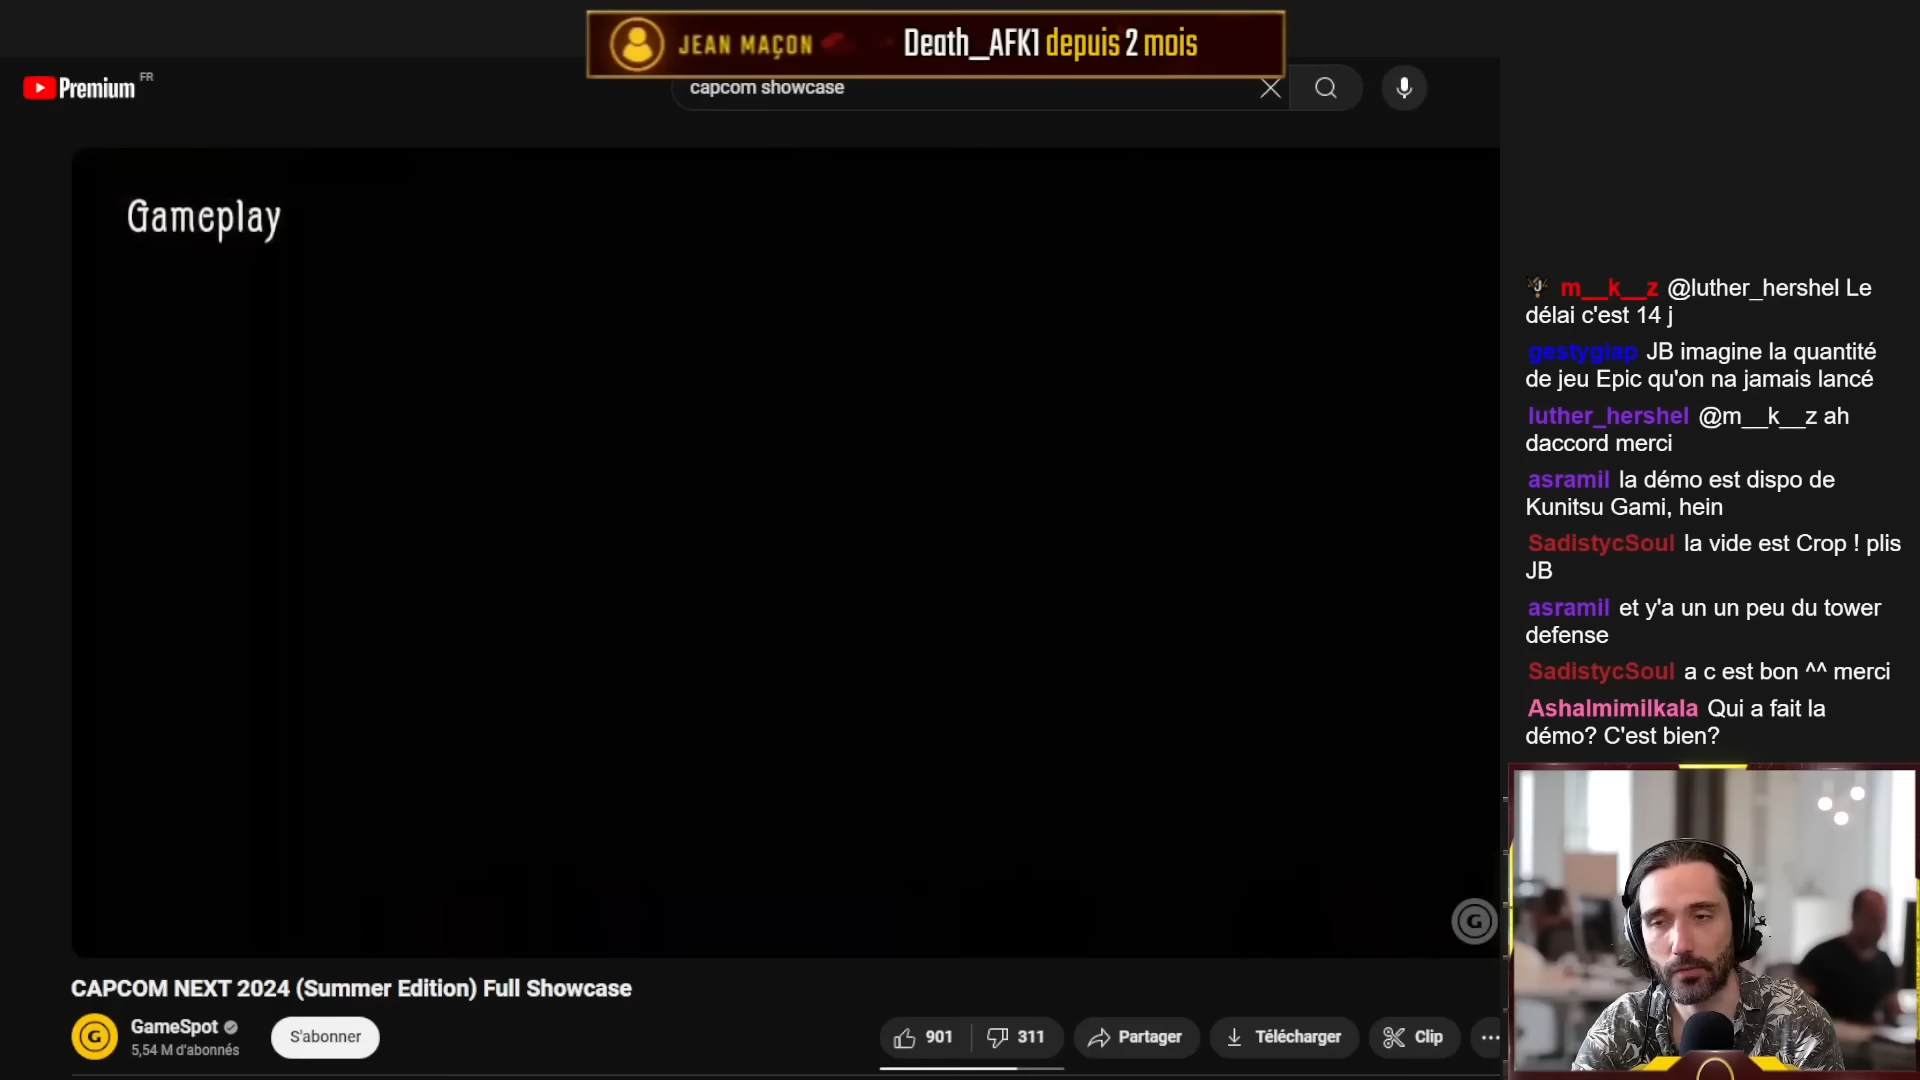 JEAN MAÇON Death_AFK1 depuis 2 mois
Premium FR
capcom showcase
Gameplay
m__k__z @luther_hershel Le
délai c'est 14 j
gestygiap JB imagine la quantité
de jeu Epic qu'on na jamais lancé
luther_hershel @m__k__z ah
daccord merci
asramil la démo est dispo de
Kunitsu Gami, hein
SadistycSoul la vide est Crop ! plis
JB
asramil et y'a un un peu du tower
defense
SadistycSoul a c est bon ^^ merci
Ashalmimilkala Qui a fait la
démo? C'est bien?
G
CAPCOM NEXT 2024 (Summer Edition) Full Showcase
G
GameSpot
5,54 M d'abonnés
S'abonner
901
311
Partager
Télécharger
Clip